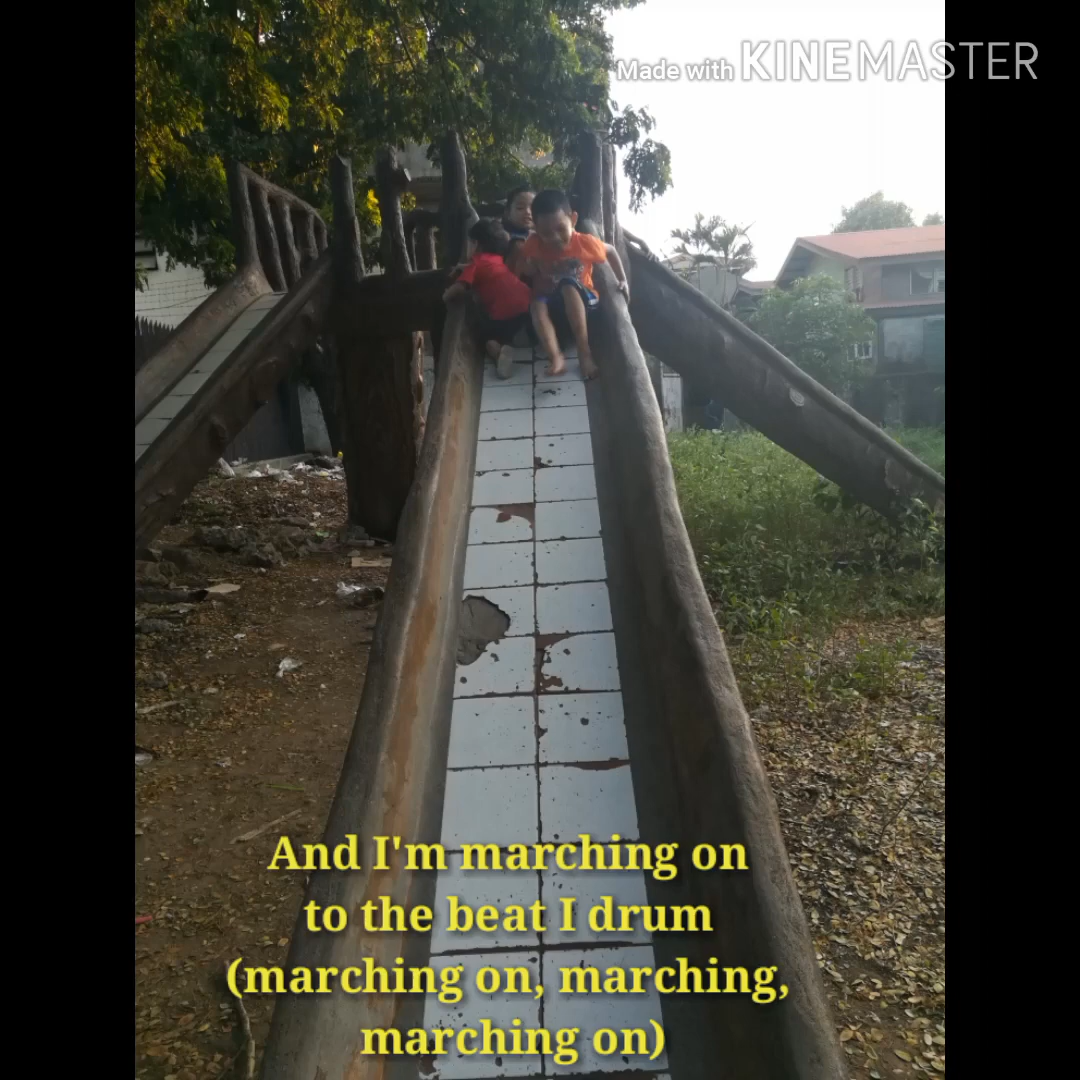 Made with KINEMASTER
And I'm marching on
to the beat I drum
(marching on, marching,
marching on)